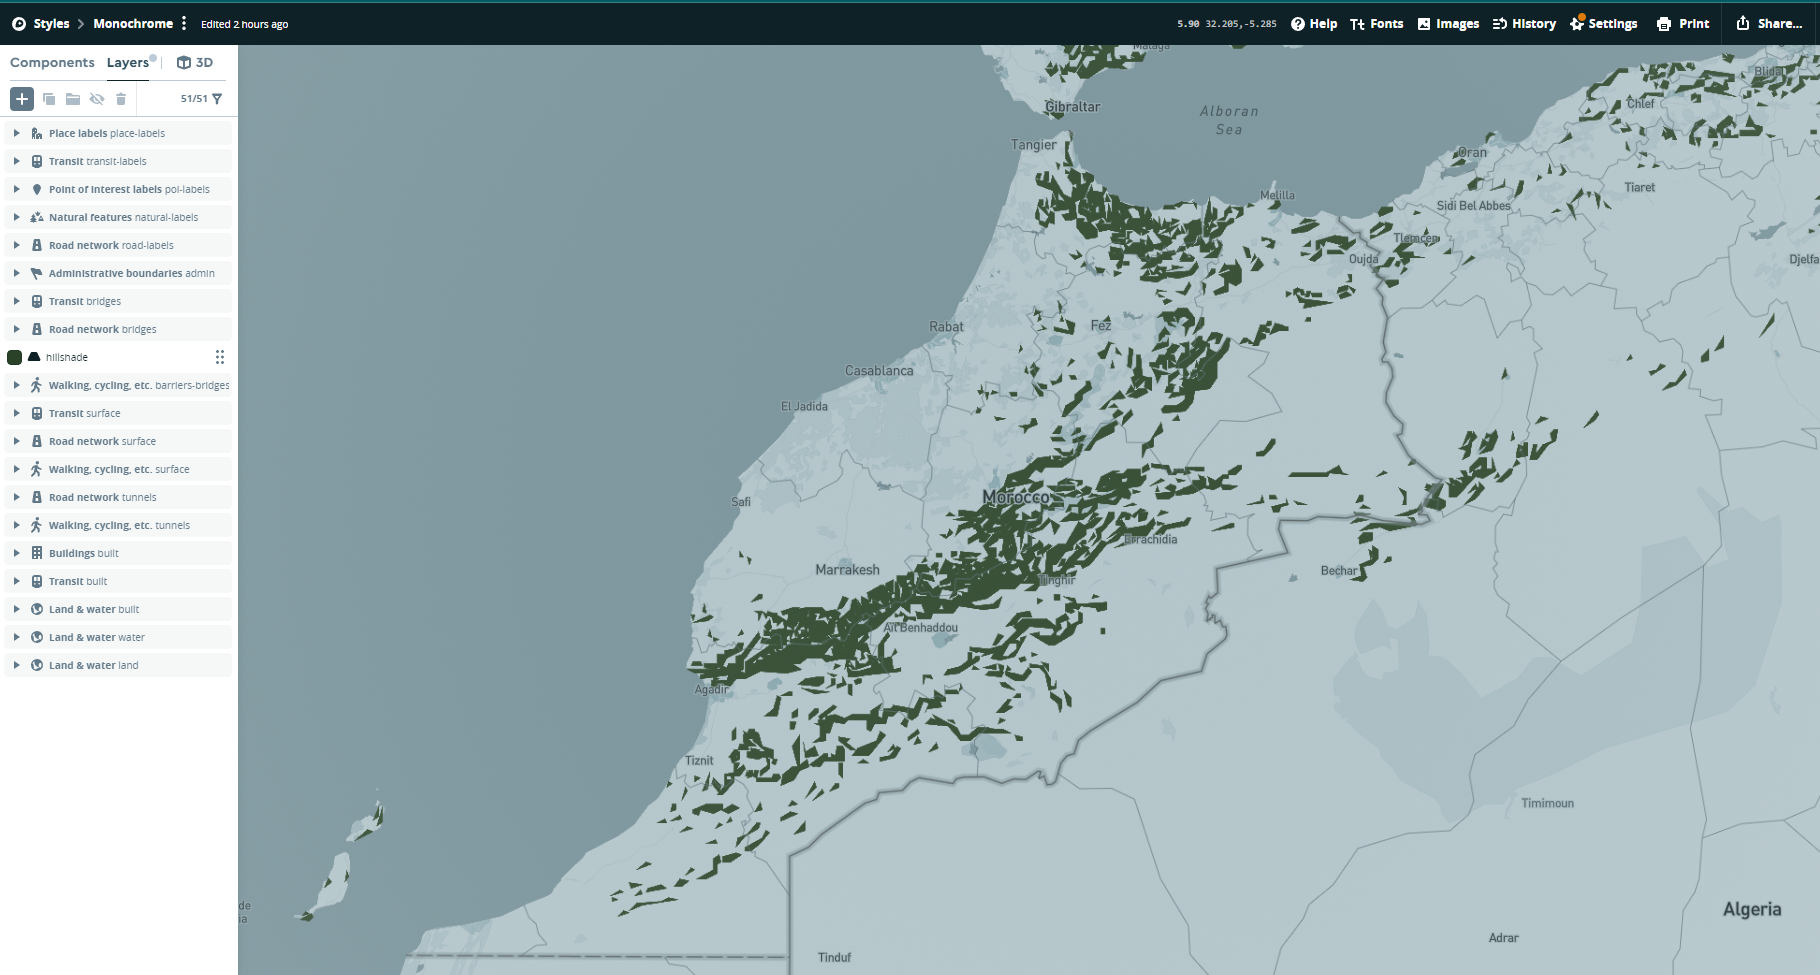 Styles
Monochrome
Edited 2 hours ago
5.90 32.205,-5.285
Help
Fonts
Images
History
Settings
Print
Share...
Components
Layers
3D
51/51
Place labels place-labels
Transit transit-labels
Point of interest labels poi-labels
Natural features natural-labels
Road network road-labels
Administrative boundaries admin
Transit bridges
Road network bridges
hillshade
Walking, cycling, etc. barriers-bridges
Transit surface
Road network surface
Walking, cycling, etc. surface
Road network tunnels
Walking, cycling, etc. tunnels
Buildings built
Transit built
Land & water built
Land & water water
Land & water land
Malaga
Blida
Chlef
Gibraltar
Alboran
Sea
Tangier
Oran
Tiaret
Melilla
Sidi Bel Abbes
Tlemcen
Oujda
Djelfa
Rabat
Fez
Casablanca
El Jadida
Safi
Morocco
Errachidia
Marrakesh
Tinghir
Bechar
Aït Benhaddou
Agadir
Tiznit
Timimoun
de
ia
Algeria
Adrar
Tinduf